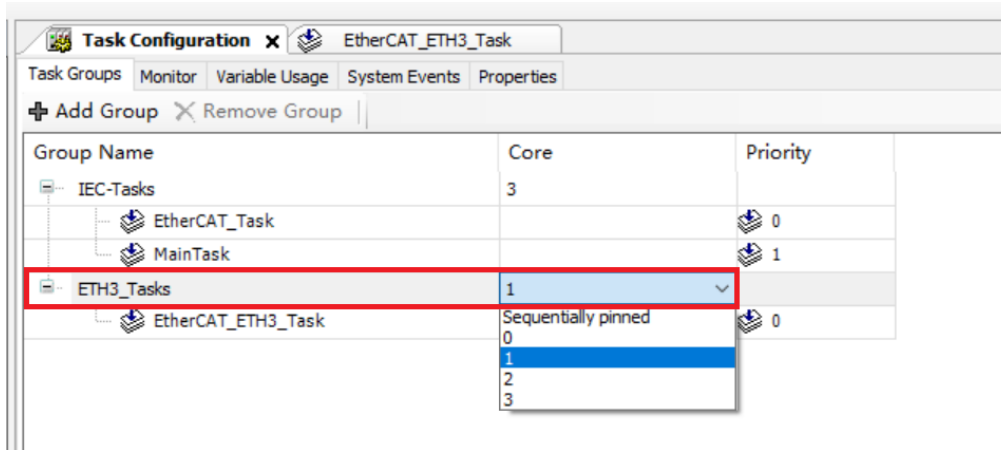 Task Configuration EtherCAT_ETH3_Task
Task Groups Monitor Variable Usage System Events Properties
Add Group Remove Group
Group Name Core Priority
IEC-Tasks 3
EtherCAT_Task 0
MainTask 1
ETH3_Tasks 1
EtherCAT_ETH3_Task 0
Sequentially pinned
0
1
2
3